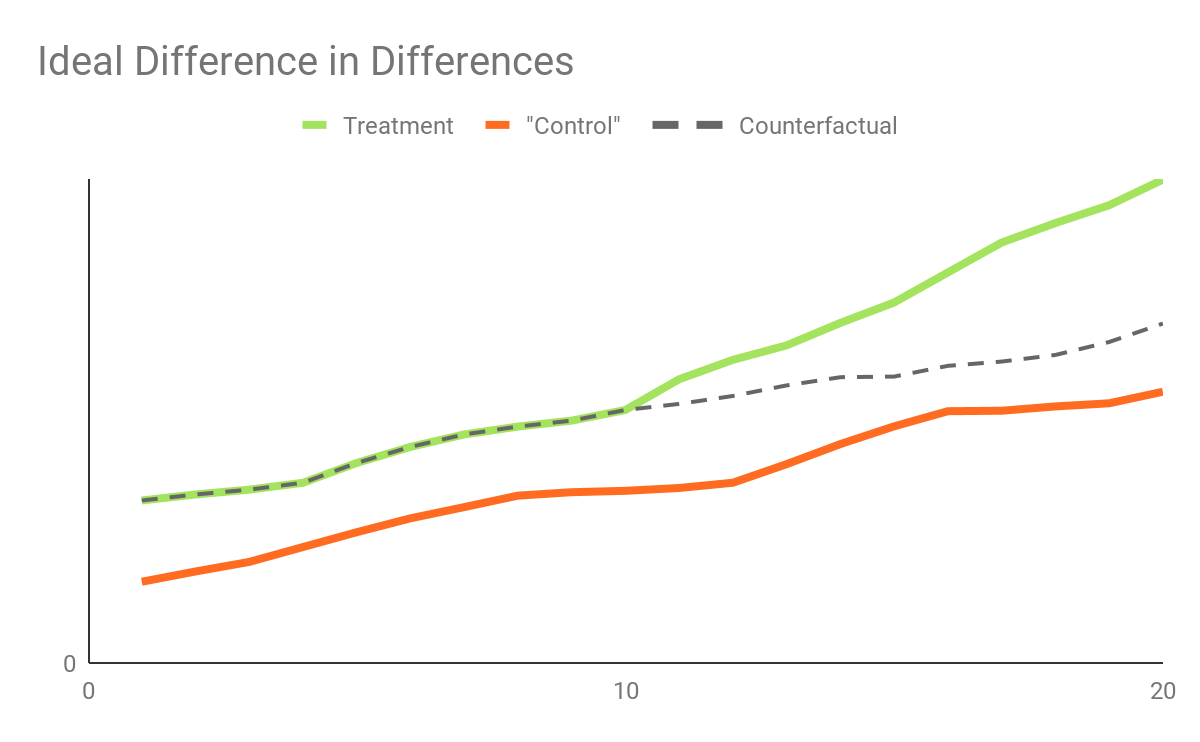 Ideal Difference in Differences
Treatment "Control" Counterfactual
0
0 10 20